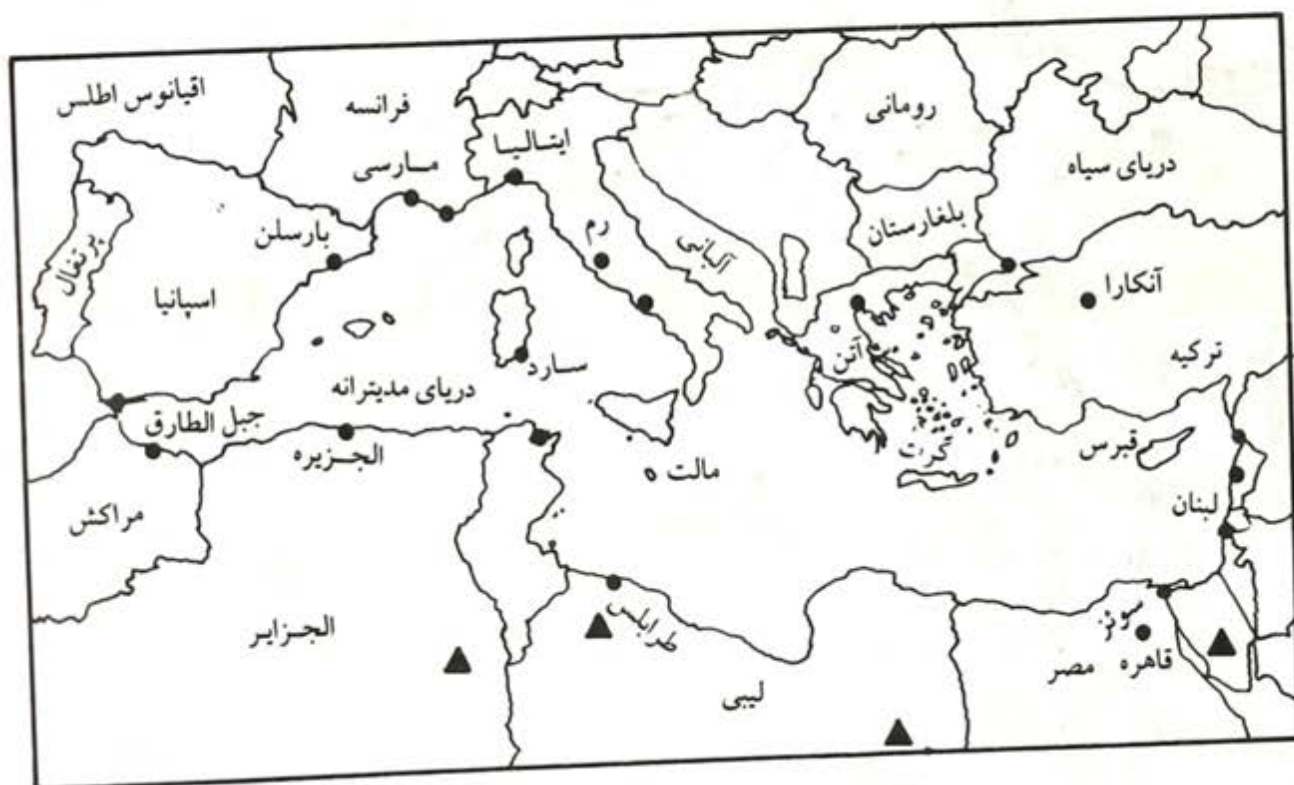 اقیانوس اطلس
فرانسه
رومانی
دریای سیاه
ایتالیا
مارسی
بلغارستان
بارسلن
رم
آلبانی
پرتغال
اسپانیا
آنکارا
آتن
ترکیه
سارد
دریای مدیترانه
جبل الطارق
الجزیره
قبرس
کرت
مالت
لبنان
مراکش
الجزایر
طرابلس
سوئز
قاهره
مصر
لیبی